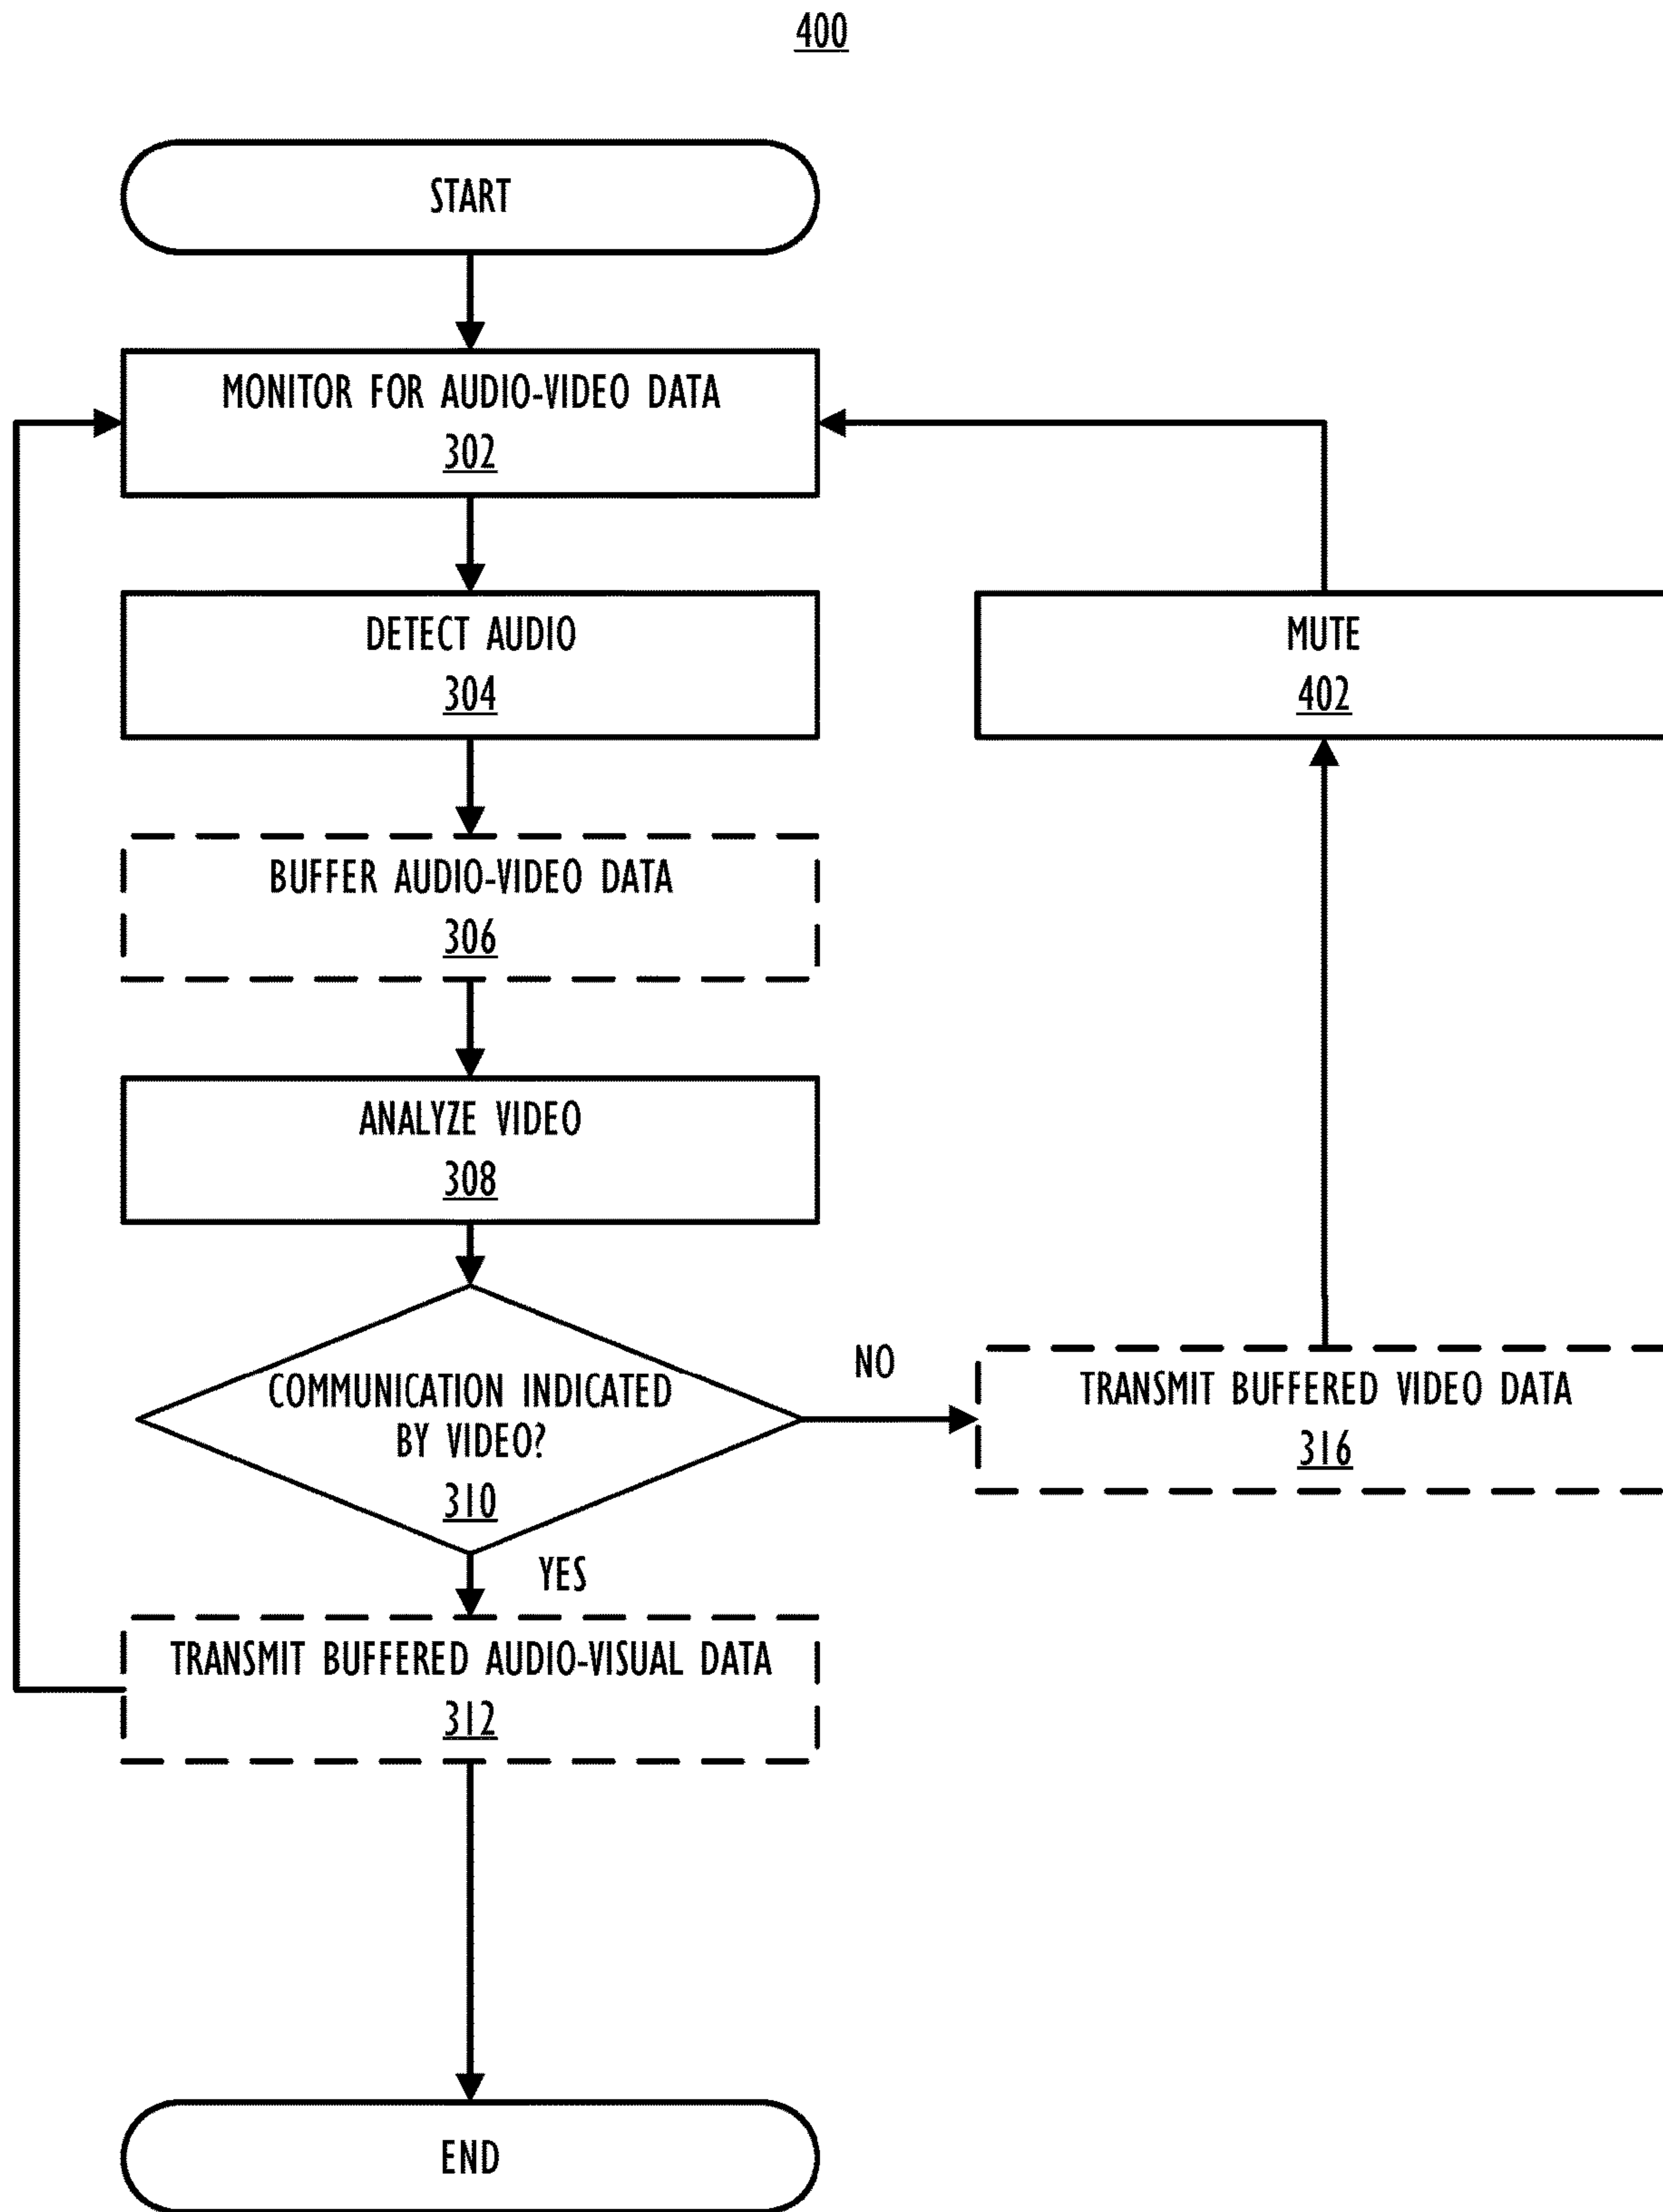 400
START
MONITOR FOR AUDIO-VIDEO DATA
302
DETECT AUDIO
304
MUTE
402
BUFFER AUDIO-VIDEO DATA
306
ANALYZE VIDEO
308
COMMUNICATION INDICATED
BY VIDEO?
310
NO
TRANSMIT BUFFERED VIDEO DATA
316
YES
TRANSMIT BUFFERED AUDIO-VISUAL DATA
312
END